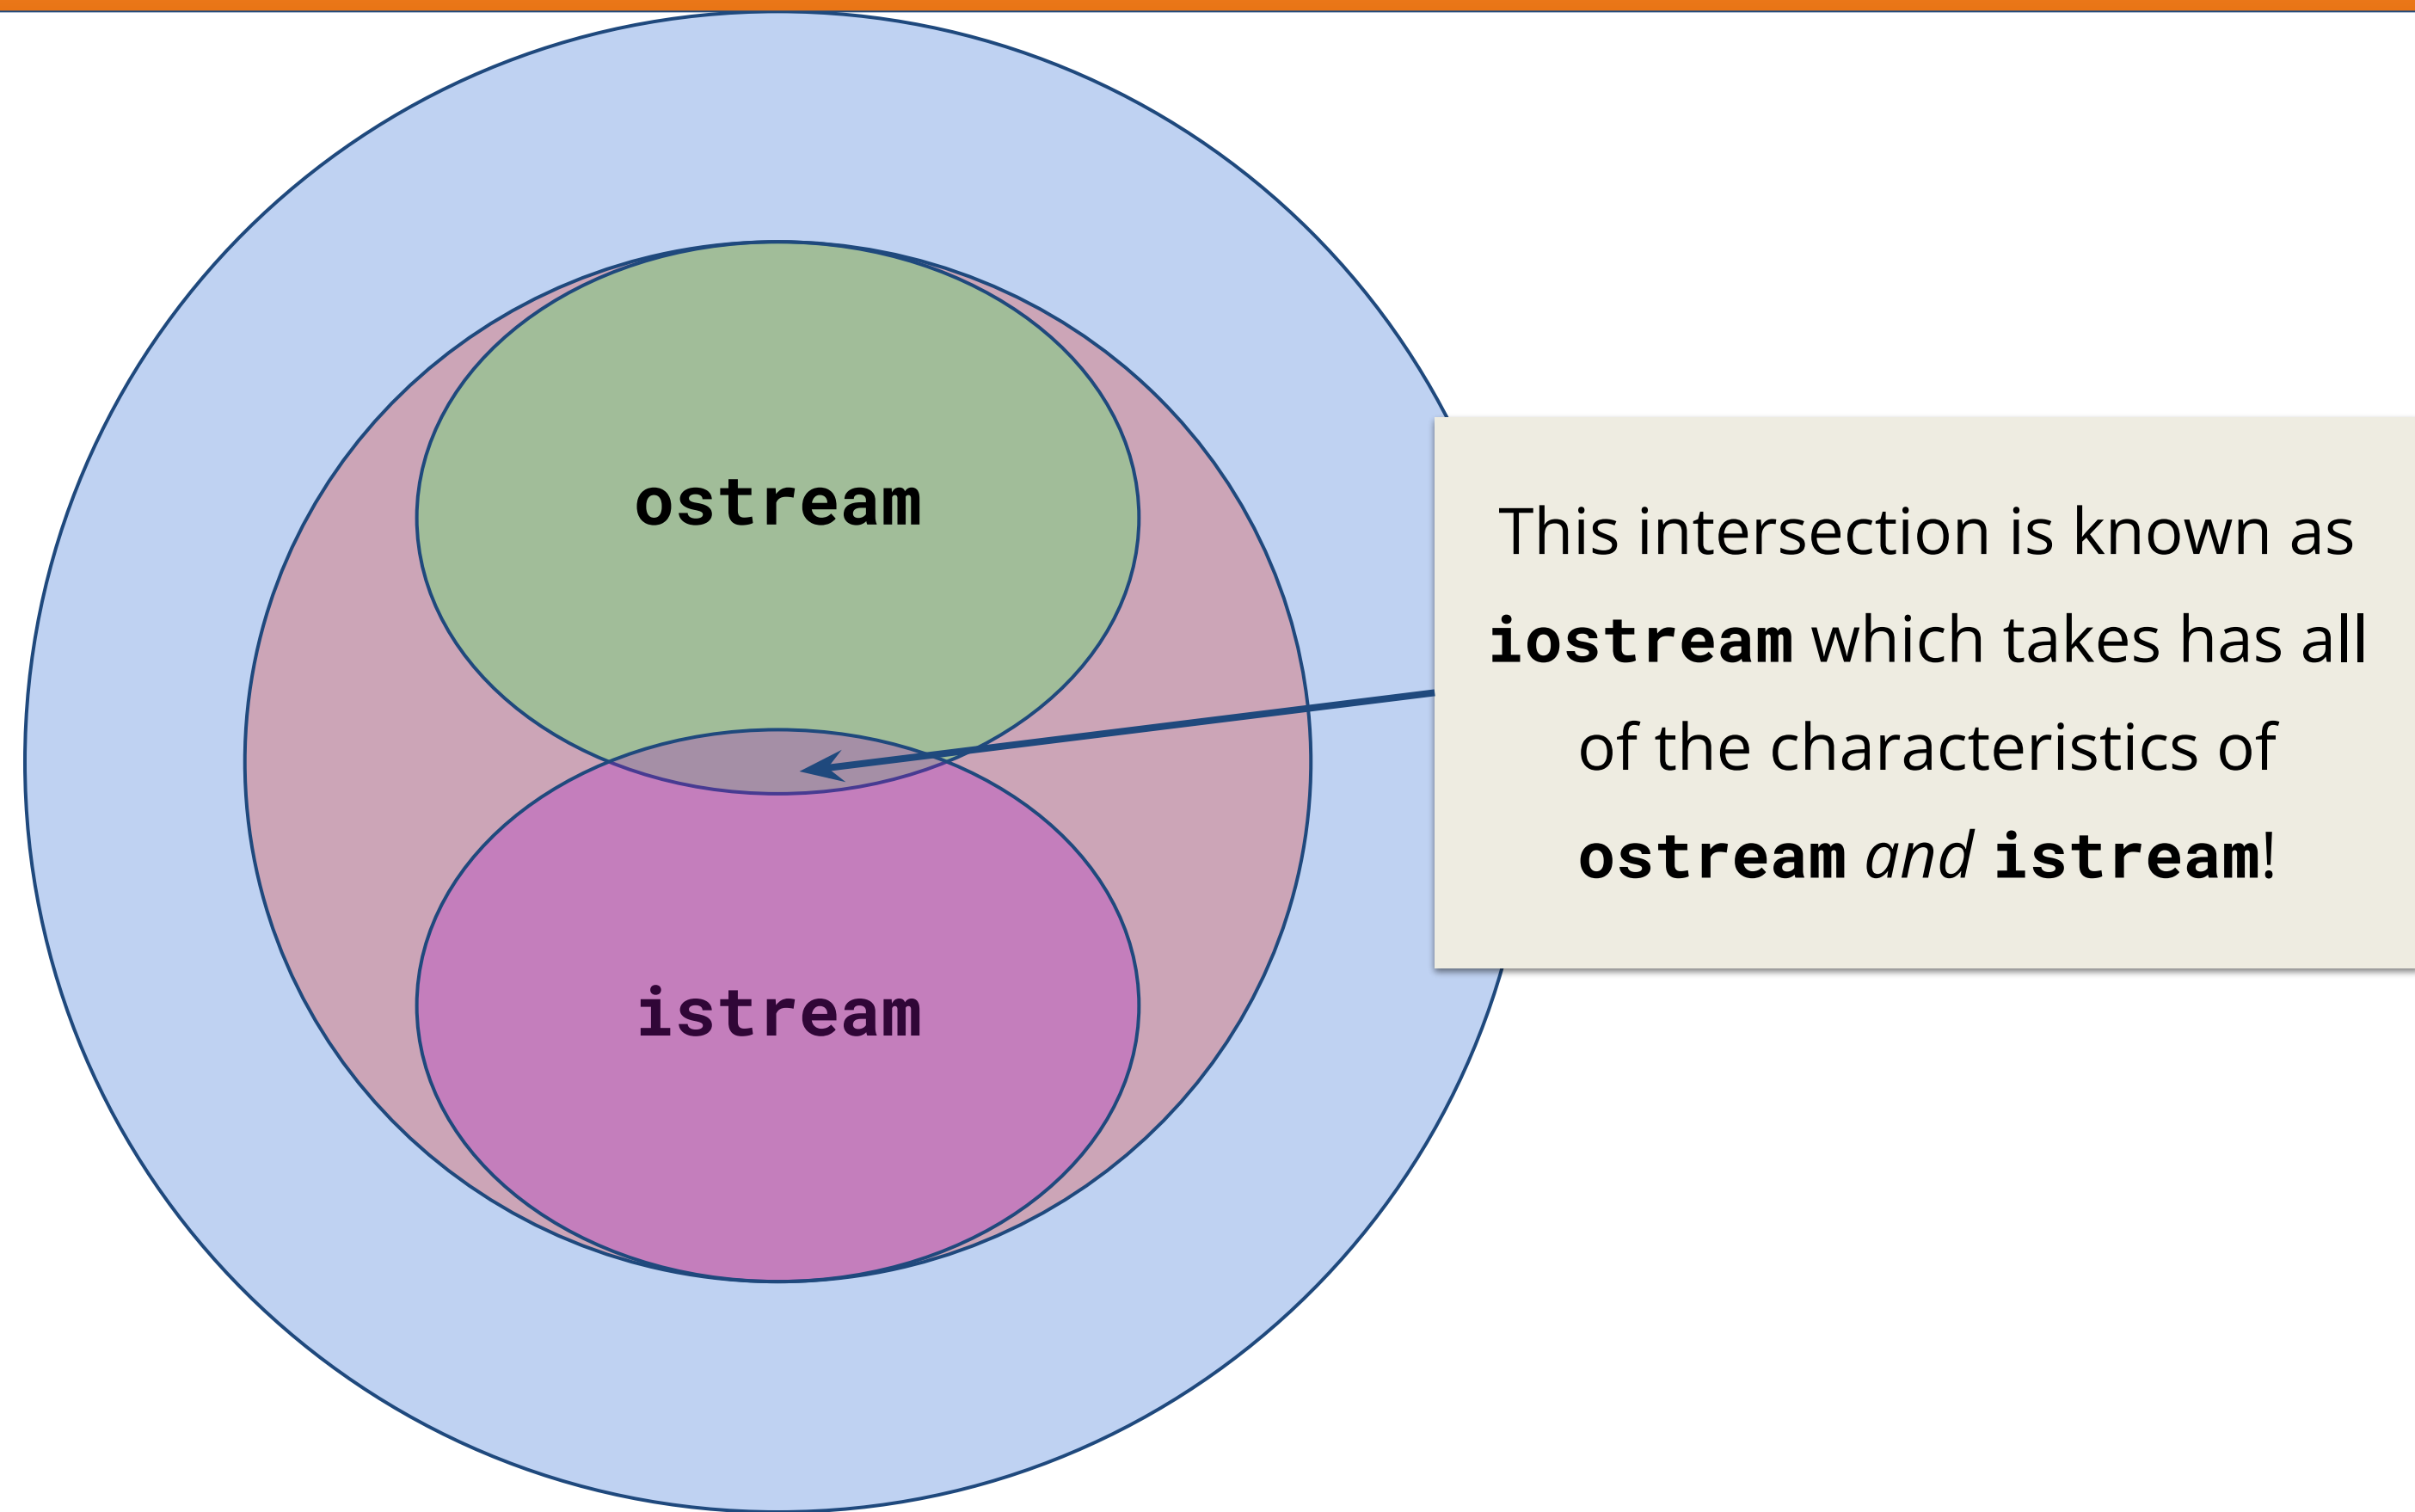 ostream
istream
This intersection is known as
iostream which takes has all
of the characteristics of
ostream and istream!